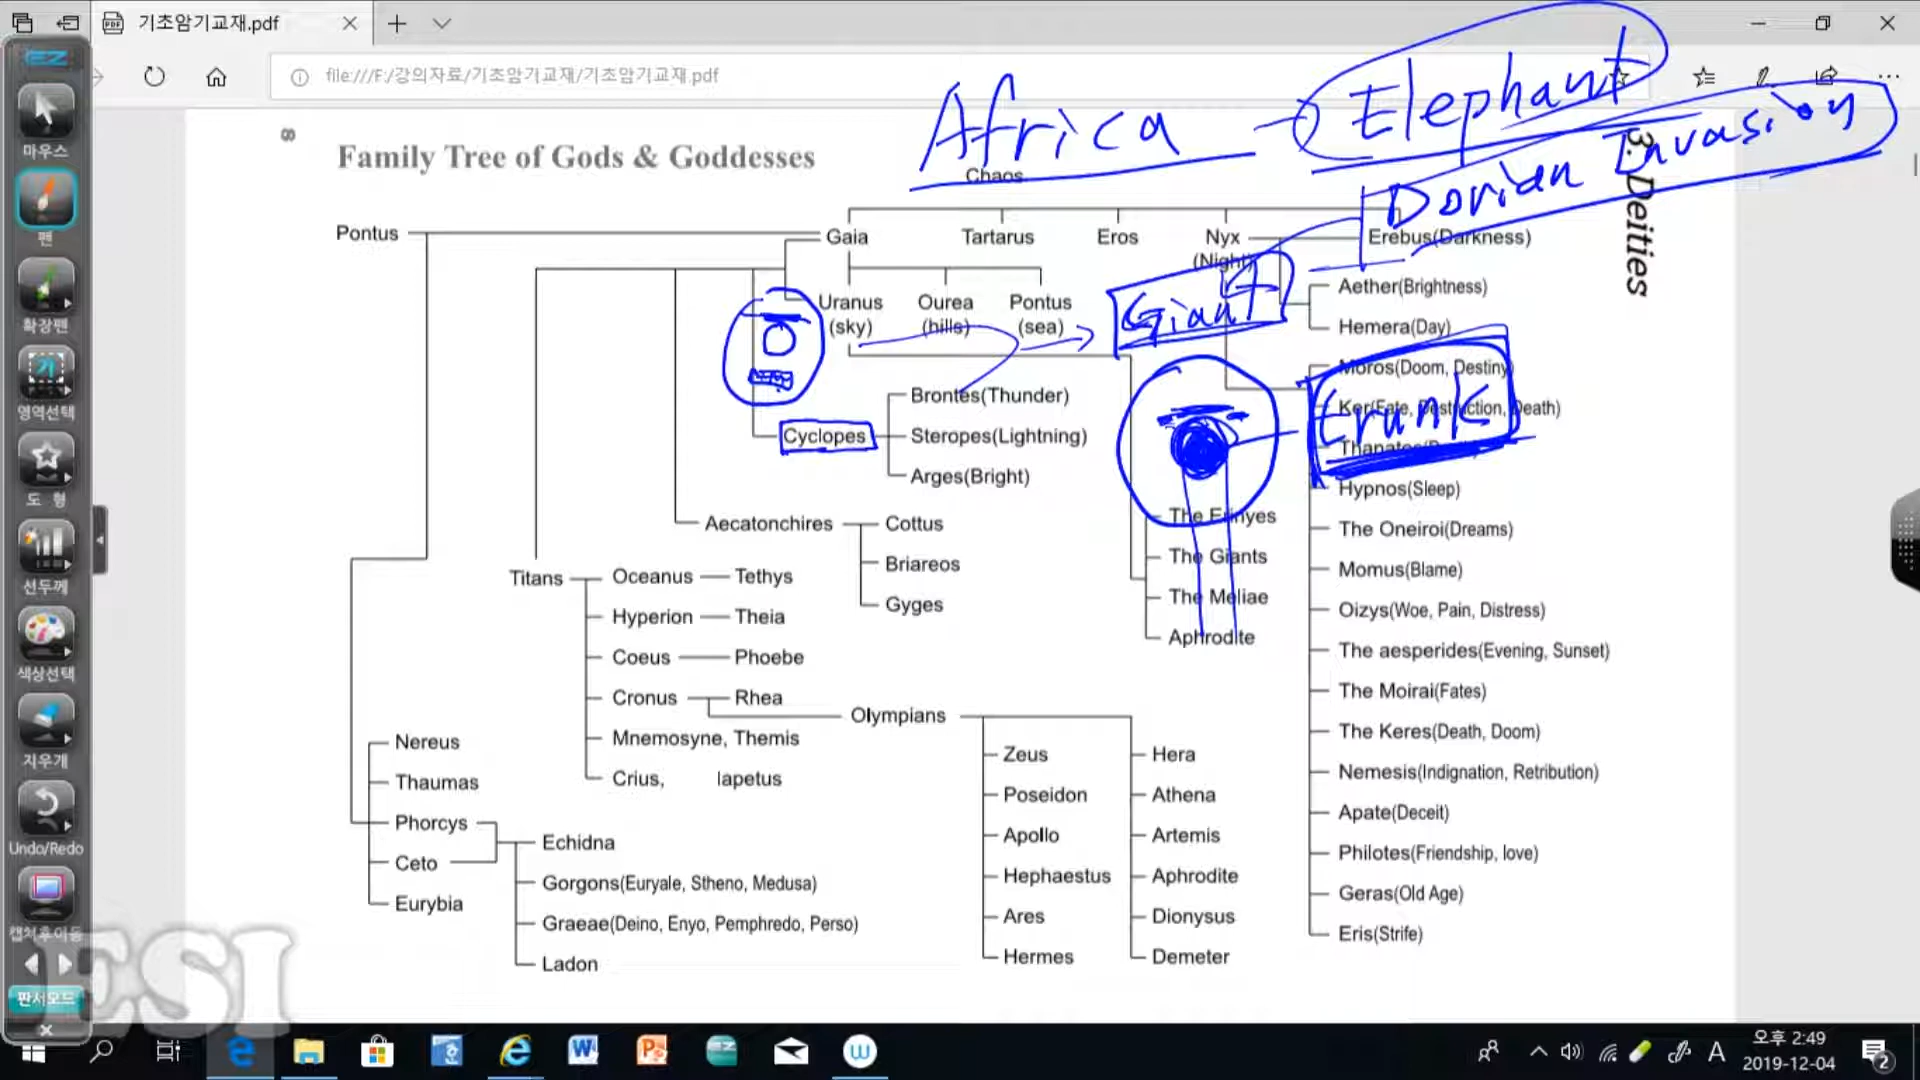 기초암기교재.pdf
file:///F:/강의자료/기초암기교재/기초암기교재.pdf
EZ
마우스
펜
확장펜
영역선택
도 형
선두께
색상선택
지우개
Undo/Redo
캡처후이동
판서모드
ESI
8
Family Tree of Gods & Goddesses
3. Deities
Africa
Elephant
Dorian Invasion
Giant
trunk
Chaos
Pontus
Gaia
Tartarus
Eros
Nyx
(Night)
Erebus(Darkness)
Aether(Brightness)
Hemera(Day)
Uranus
(sky)
Ourea
(hills)
Pontus
(sea)
Cyclopes
Brontes(Thunder)
Steropes(Lightning)
Arges(Bright)
Aecatonchires
Cottus
Briareos
Gyges
The Erinyes
The Giants
The Meliae
Aphrodite
Moros(Doom, Destiny)
Ker(Fate, Destruction, Death)
Hypnos(Sleep)
The Oneiroi(Dreams)
Momus(Blame)
Oizys(Woe, Pain, Distress)
The aesperides(Evening, Sunset)
The Moirai(Fates)
The Keres(Death, Doom)
Nemesis(Indignation, Retribution)
Apate(Deceit)
Philotes(Friendship, love)
Geras(Old Age)
Eris(Strife)
Titans
Oceanus
Tethys
Hyperion
Theia
Coeus
Phoebe
Cronus
Rhea
Mnemosyne, Themis
Crius, Iapetus
Olympians
Zeus
Poseidon
Apollo
Hephaestus
Ares
Hermes
Hera
Athena
Artemis
Aphrodite
Dionysus
Demeter
Nereus
Thaumas
Phorcys
Ceto
Eurybia
Echidna
Gorgons(Euryale, Stheno, Medusa)
Graeae(Deino, Enyo, Pemphredo, Perso)
Ladon
A
오후 2:49
2019-12-04
2